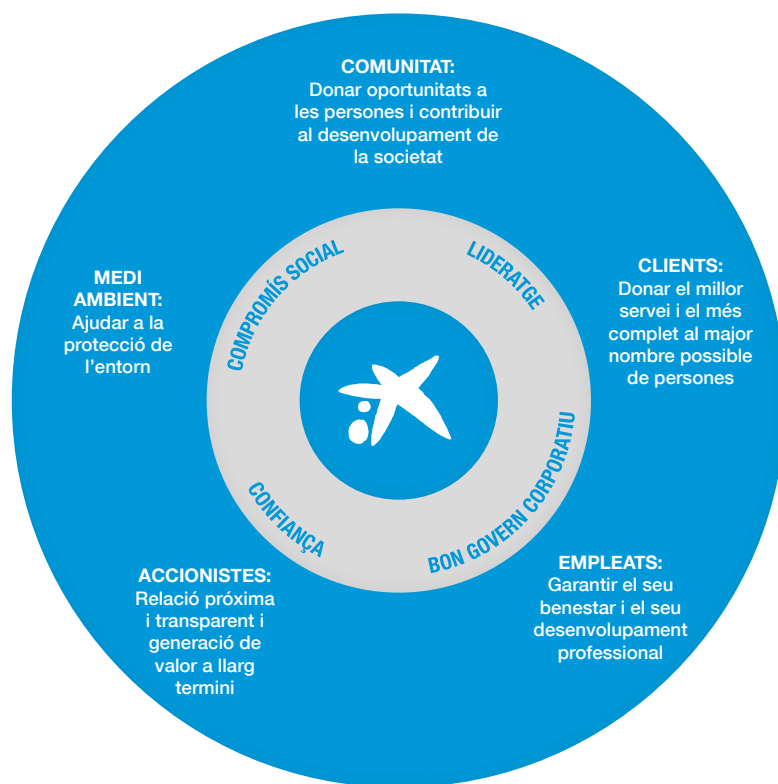 COMUNITAT:
Donar oportunitats a
les persones i contribuir
al desenvolupament de
la societat
COMPROMÍS SOCIAL
LIDERATGE
MEDI
AMBIENT:
Ajudar a la
protecció de
l’entorn
CLIENTS:
Donar el millor
servei i el més
complet al major
nombre possible
de persones
CONFIANÇA
BON GOVERN CORPORATIU
ACCIONISTES:
Relació próxima
i transparent i
generació de
valor a llarg
termini
EMPLEATS:
Garantir el seu
benestar i el seu
desenvolupament
professional